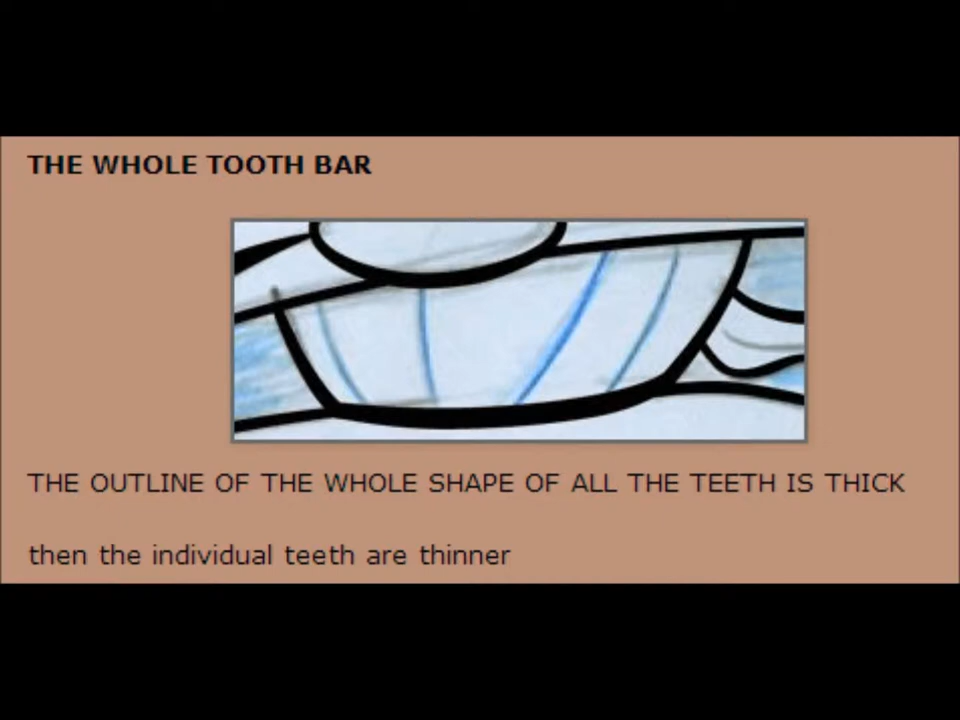 THE WHOLE TOOTH BAR
THE OUTLINE OF THE WHOLE SHAPE OF ALL THE TEETH IS THICK
then the individual teeth are thinner